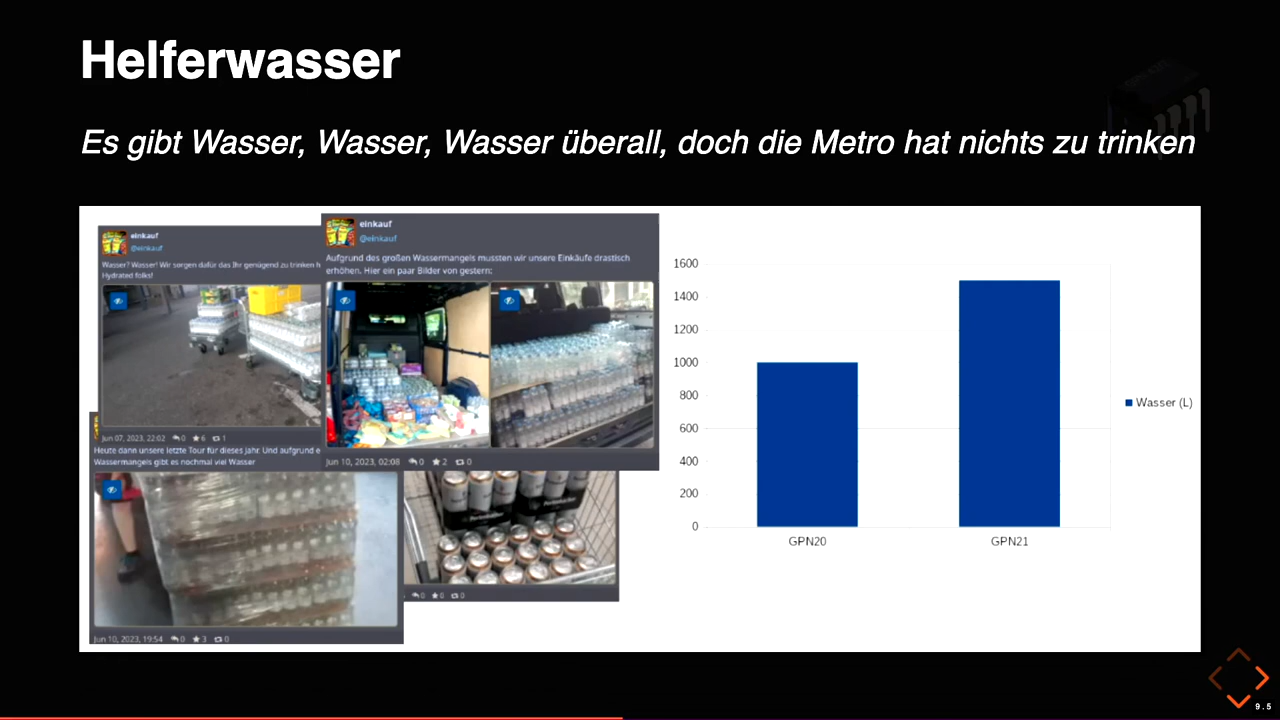 Helferwasser
Es gibt Wasser, Wasser, Wasser überall, doch die Metro hat nichts zu trinken
einkauf
@einkauf
Wasser? Wasser! Wir sorgen dafür das Ihr genügend zu trinken h
Hydrated folks!
Jun 07, 2023, 22:02 0 6 1
einkauf
@einkauf
Aufgrund des großen Wassermangels mussten wir unsere Einkäufe drastisch
erhöhen. Hier ein paar Bilder von gestern:
Jun 10, 2023, 02:08 0 2 0
Heute dann unsere letzte Tour für dieses Jahr. Und aufgrund e
Wassermangels gibt es nochmal viel Wasser
Jun 10, 2023, 19:54 0 3 0
0 6 0
1600
1400
1200
1000
800
600
400
200
0
GPN20 GPN21
Wasser (L)
9.5